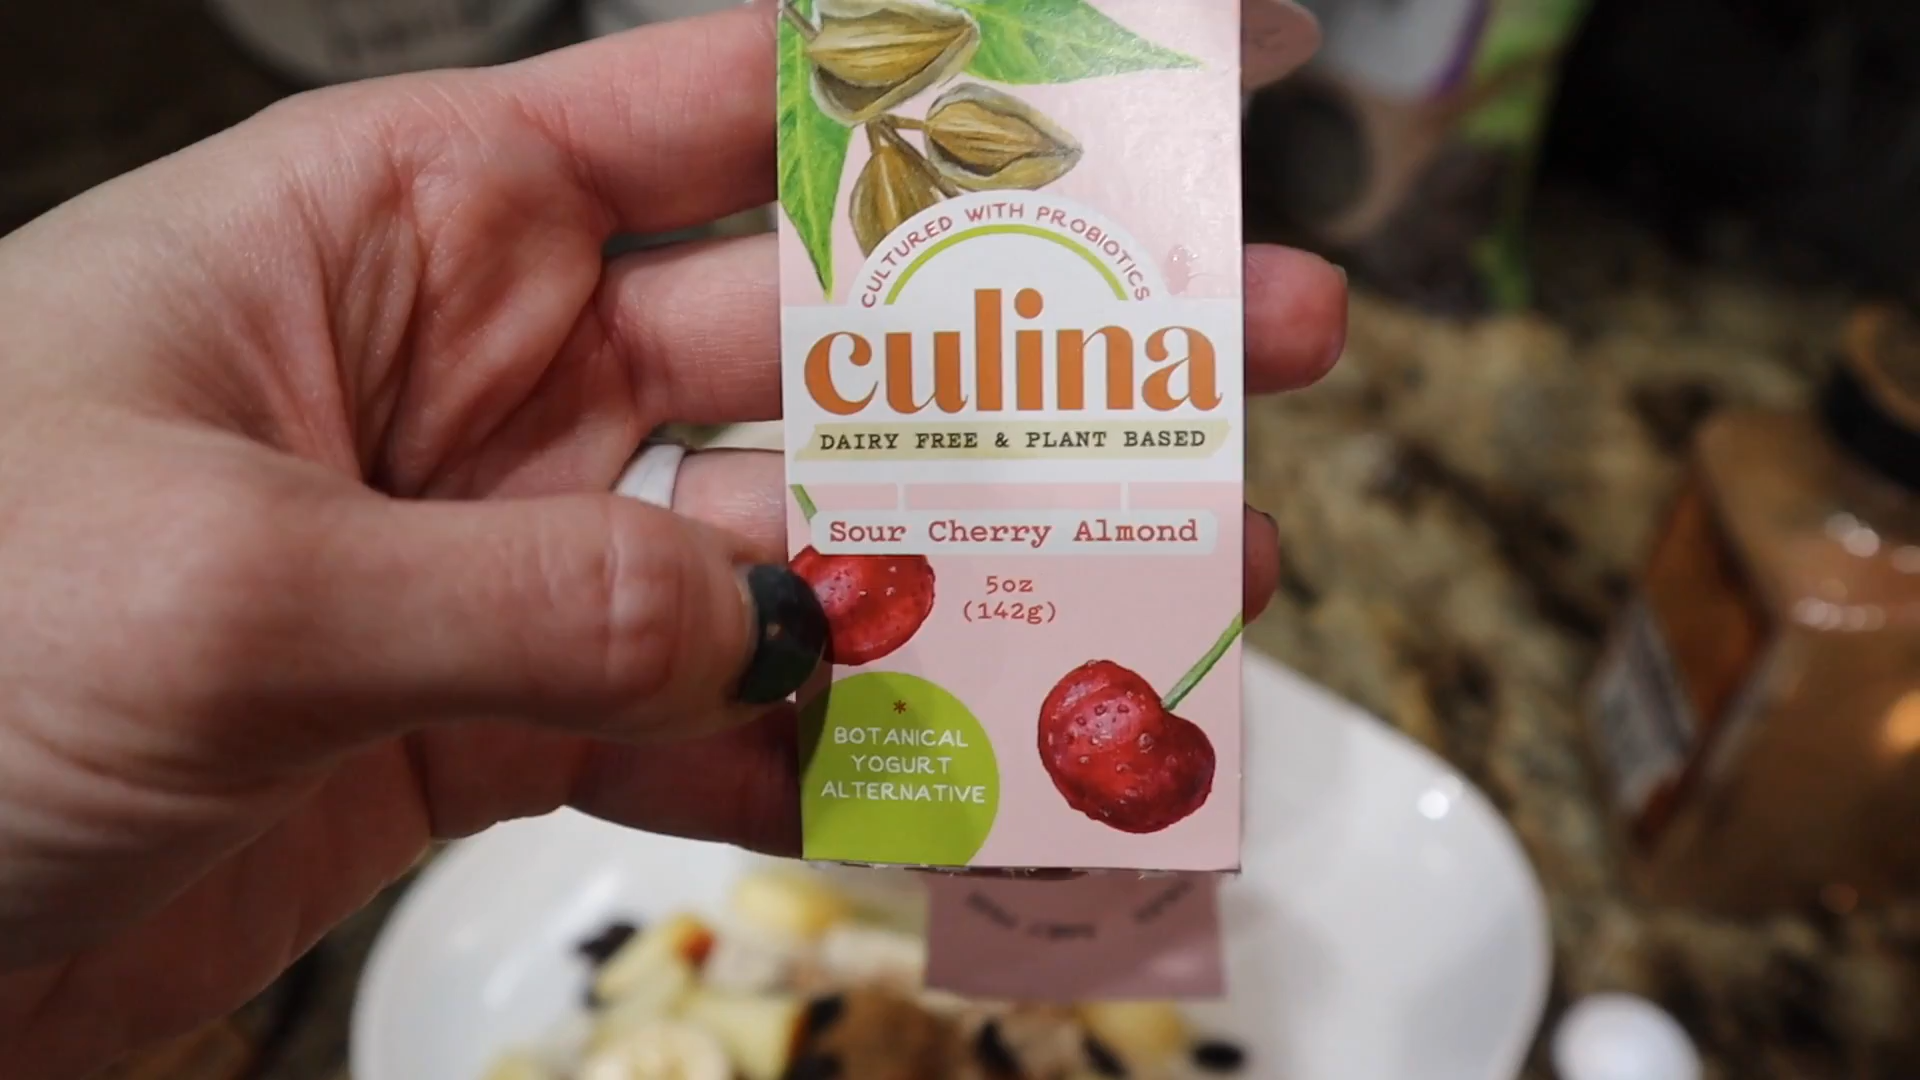 CULTURED WITH PROBIOTICS
culina
DAIRY FREE & PLANT BASED
Sour Cherry Almond
5oz
(142g)
*
BOTANICAL
YOGURT
ALTERNATIVE